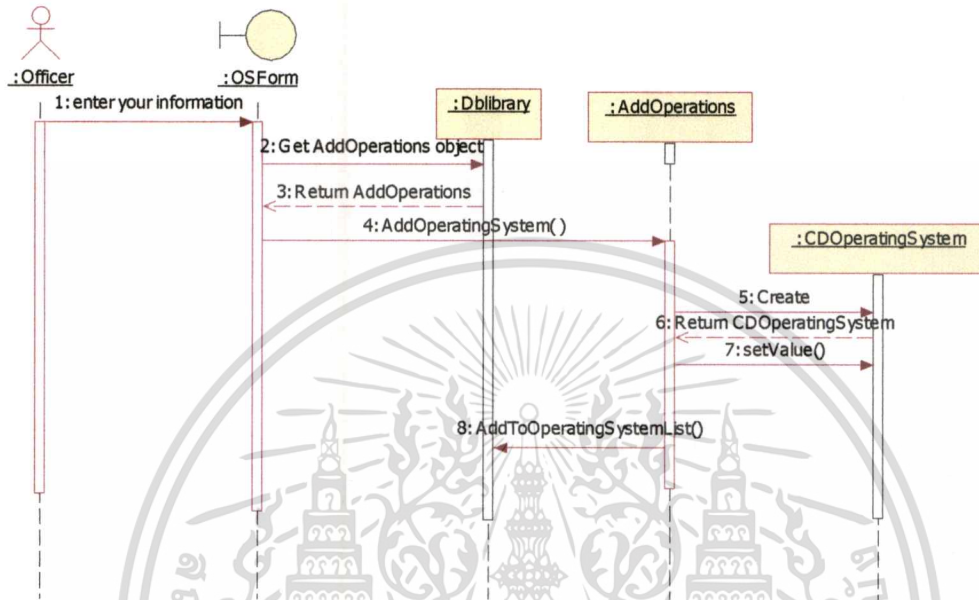 :Officer
:OSForm
1: enter your information
:Dblibrary
:AddOperations
2: Get AddOperations object
3: Return AddOperations
4: AddOperatingSystem( )
:CDOperatingSystem
5: Create
6: Return CDOperatingSystem
7: setValue()
8: AddToOperatingSystemList()